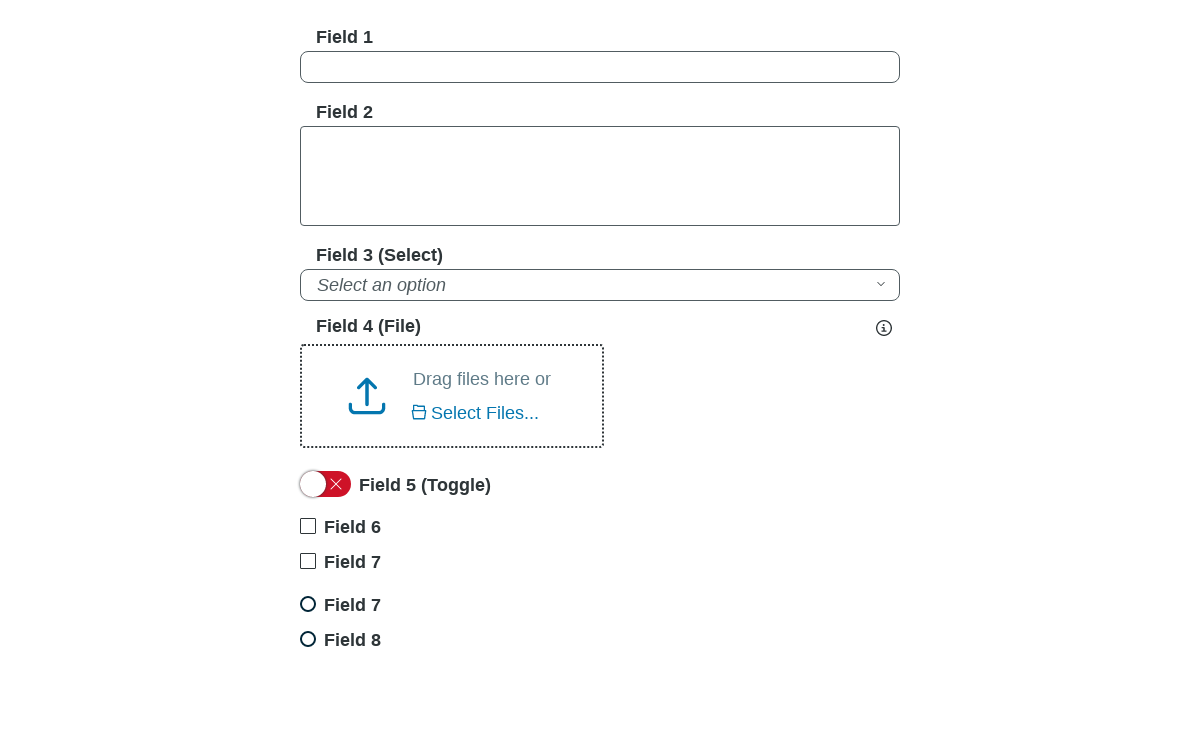 Field 1
Field 2
Field 3 (Select)
Select an option
Field 4 (File)
Drag files here or
Select Files...
Field 5 (Toggle)
Field 6
Field 7
Field 7
Field 8